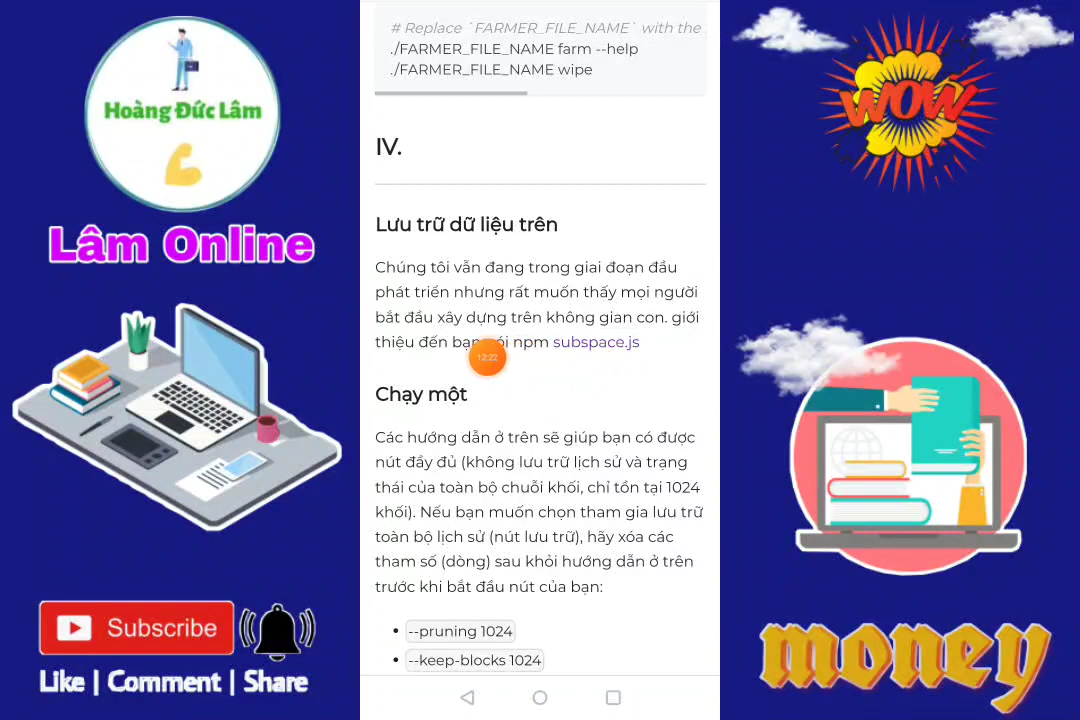 Hoàng Đức Lâm
Lâm Online
Subscribe
Like | Comment | Share
# Replace `FARMER_FILE_NAME` with the
./FARMER_FILE_NAME farm --help
./FARMER_FILE_NAME wipe
IV.
Lưu trữ dữ liệu trên
Chúng tôi vẫn đang trong giai đoạn đầu
phát triển nhưng rất muốn thấy mọi người
bắt đầu xây dựng trên không gian con. giới
thiệu đến bạn npm subspace.js
12:22
Chạy một
Các hướng dẫn ở trên sẽ giúp bạn có được
nút đầy đủ (không lưu trữ lịch sử và trạng
thái của toàn bộ chuỗi khối, chỉ tồn tại 1024
khối). Nếu bạn muốn chọn tham gia lưu trữ
toàn bộ lịch sử (nút lưu trữ), hãy xóa các
tham số (dòng) sau khỏi hướng dẫn ở trên
trước khi bắt đầu nút của bạn:
--pruning 1024
--keep-blocks 1024
WOW
money